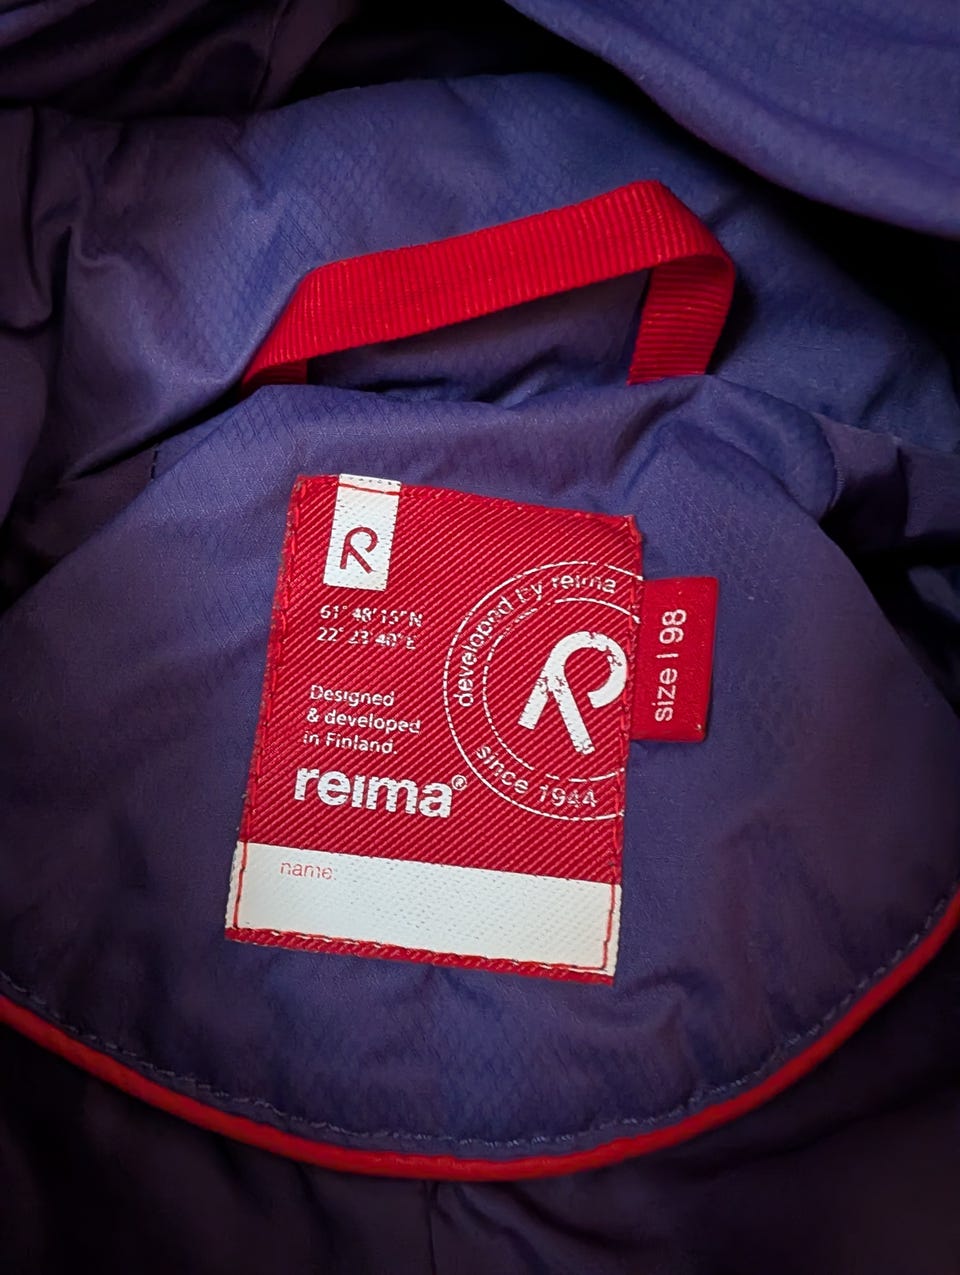 R
61° 48' 15" N
22° 23' 40" E
Designed
& developed
in Finland.
reima®
name:
developed by reima
R
since 1944
size | 98